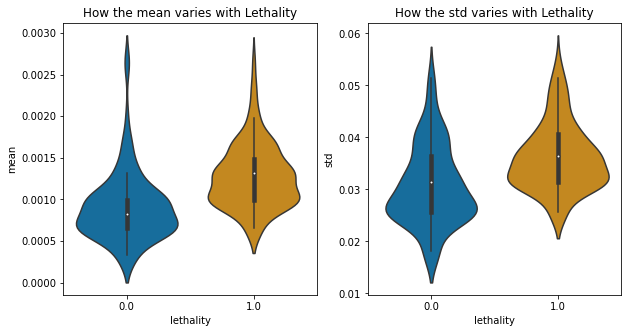 How the mean varies with Lethality
0.0030
0.0025
0.0020
0.0015
0.0010
0.0005
0.0000
mean
0.0
1.0
lethality
How the std varies with Lethality
0.06
0.05
0.04
0.03
0.02
0.01
std
0.0
1.0
lethality